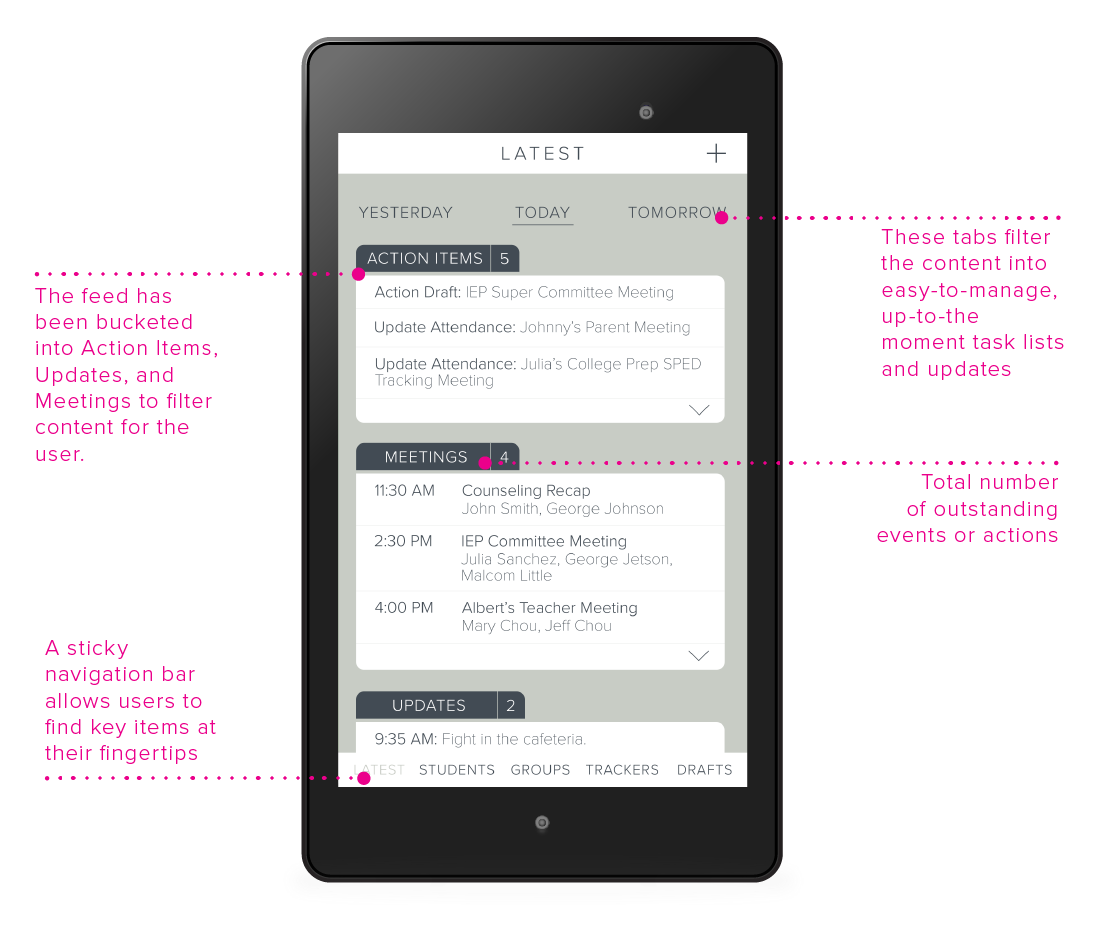 LATEST
YESTERDAY TODAY TOMORROW
ACTION ITEMS 5
Action Draft: IEP Super Committee Meeting
Update Attendance: Johnny's Parent Meeting
Update Attendance: Julia's College Prep SPED
Tracking Meeting
MEETINGS 4
11:30 AM Counseling Recap
John Smith, George Johnson
2:30 PM IEP Committee Meeting
Julia Sanchez, George Jetson,
Malcom Little
4:00 PM Albert's Teacher Meeting
Mary Chou, Jeff Chou
UPDATES 2
9:35 AM: Fight in the cafeteria.
LATEST STUDENTS GROUPS TRACKERS DRAFTS
The feed has
been bucketed
into Action Items,
Updates, and
Meetings to filter
content for the
user.
A sticky
navigation bar
allows users to
find key items at
their fingertips
These tabs filter
the content into
easy-to-manage,
up-to-the
moment task lists
and updates
Total number
of outstanding
events or actions